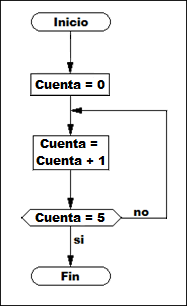 Inicio
Cuenta = 0
Cuenta =
Cuenta + 1
Cuenta = 5
no
si
Fin